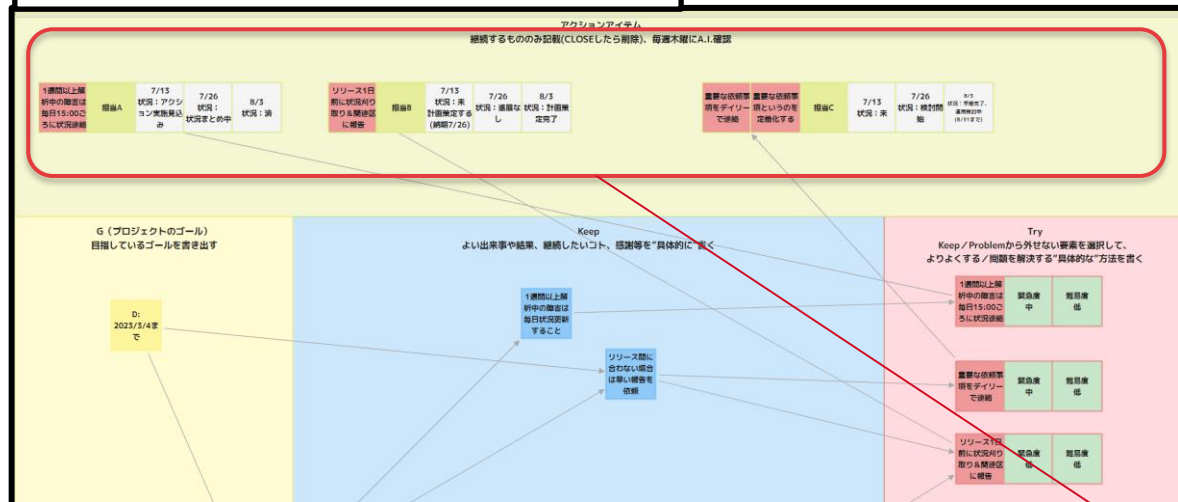 アクションアイテム
継続するもののみ記載(CLOSEしたら削除)、毎週木曜にA.I.確認
1週間以上解
析中の障害は
毎日15:00ご
ろに状況連絡
担当A
7/13
状況：アクシ
ョン実施見込
み
7/26
状況：
状況まとめ中
8/3
状況：済
リリース1日
前に状況刈り
取り&関連区
に報告
担当B
7/13
状況：未
計画策定する
(納期7/26)
7/26
状況：進展な
し
8/3
状況：計画策
定完了
重要な依頼事
項をデイリー
で連絡
重要な依頼事
項というのを
定義化する
担当C
7/13
状況：未
7/26
状況：検討開
始
8/3
(8/31まで)
G（プロジェクトのゴール）
目指しているゴールを書き出す
Keep
よい出来事や結果、継続したいコト、感謝等を"具体的に"書く
Try
Keep／Problemから外せない要素を選択して、
よりよくする／問題を解決する"具体的な"方法を書く
D:
2023/3/4ま
で
1週間以上解
析中の障害は
毎日状況更新
すること
リリース間に
合わない場合
は早い報告を
依頼
1週間以上解
析中の障害は
毎日15:00ご
ろに状況連絡
緊急度
中
難易度
低
重要な依頼事
項をデイリー
で連絡
緊急度
中
難易度
低
リリース1日
前に状況刈り
取り&関連区
に報告
緊急度
低
難易度
低